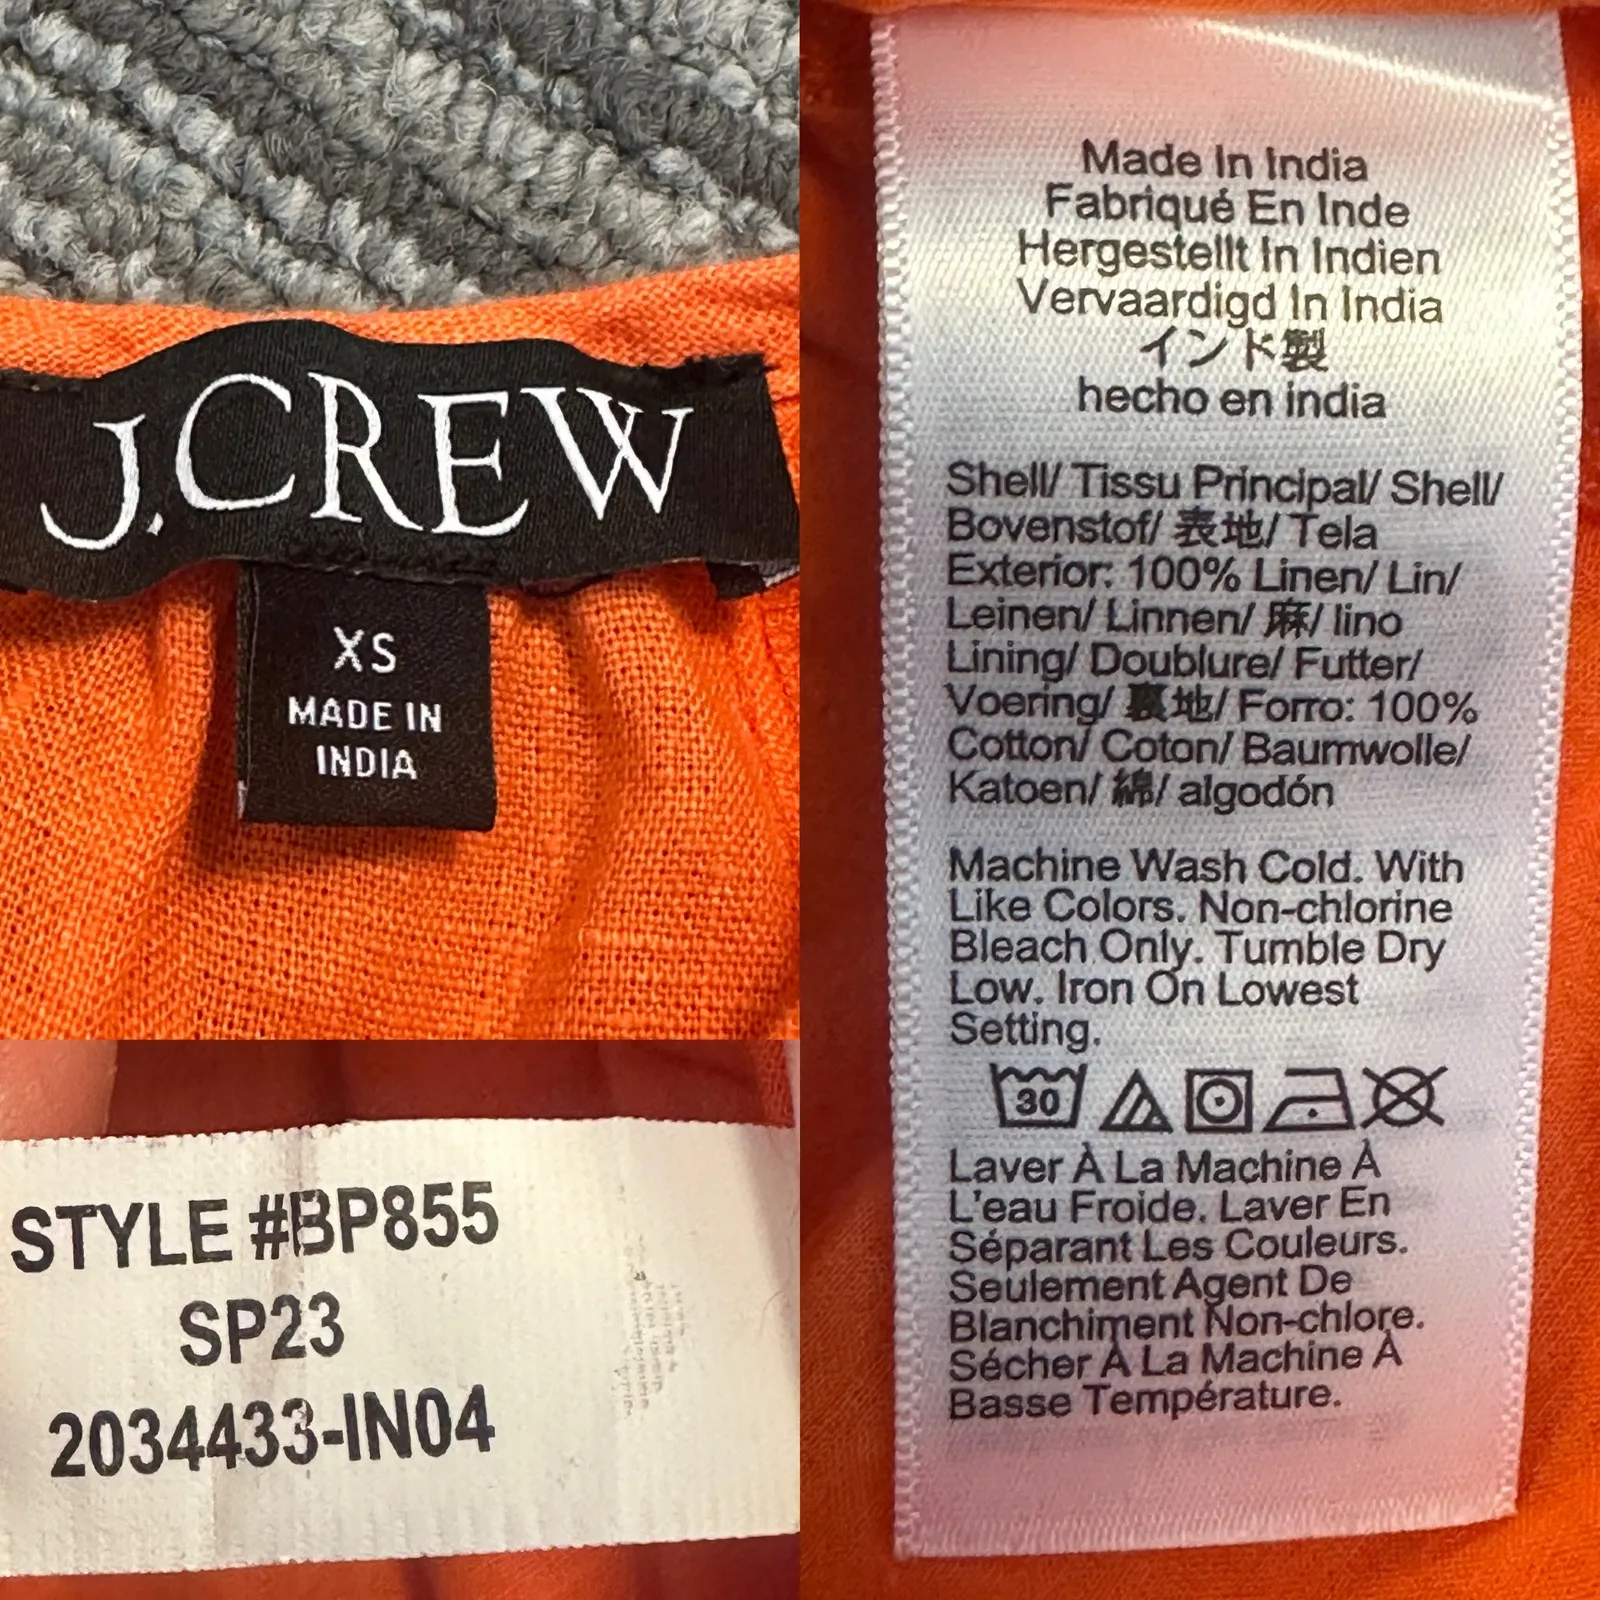 J.CREW
XS
MADE IN
INDIA
STYLE #BP855
SP23
2034433-IN04
Made In India
Fabriqué En Inde
Hergestellt In Indien
Vervaardigd In India
インド製
hecho en india
Shell/ Tissu Principal/ Shell/
Bovenstof/ 表地/ Tela
Exterior: 100% Linen/ Lin/
Leinen/ Linnen/ 麻/ lino
Lining/ Doublure/ Futter/
Voering/ 裏地/ Forro: 100%
Cotton/ Coton/ Baumwolle/
Katoen/ 綿/ algodón
Machine Wash Cold. With
Like Colors. Non-chlorine
Bleach Only. Tumble Dry
Low. Iron On Lowest
Setting.
30
Laver À La Machine À
L'eau Froide. Laver En
Séparant Les Couleurs.
Seulement Agent De
Blanchiment Non-chlore.
Sécher À La Machine À
Basse Température.